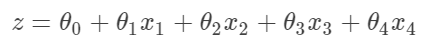 z = θ₀ + θ₁x₁ + θ₂x₂ + θ₃x₃ + θ₄x₄